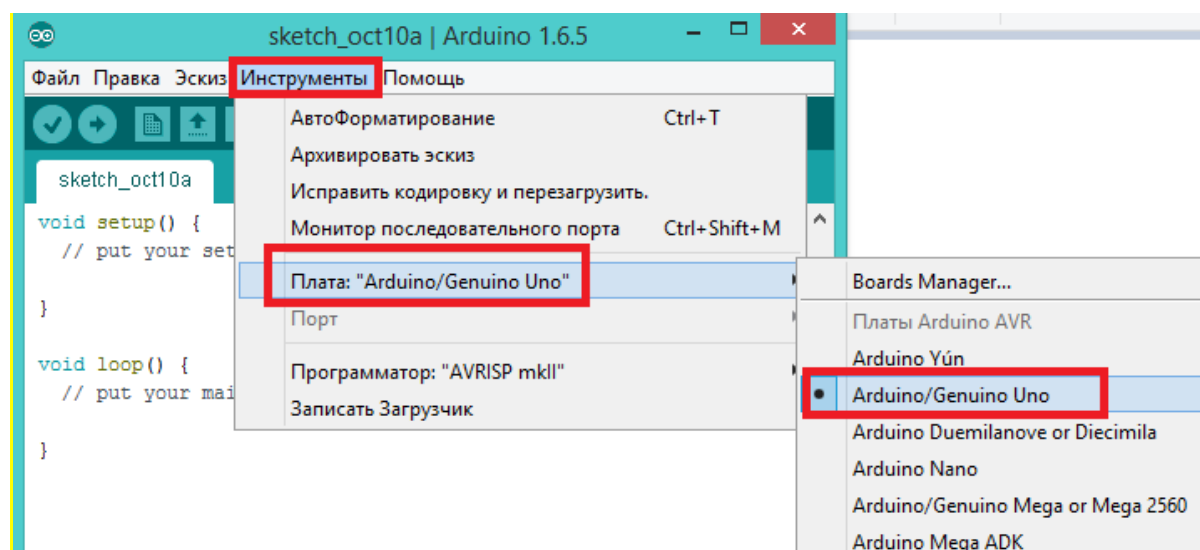 sketch_oct10a | Arduino 1.6.5
Файл Правка Эскиз Инструменты Помощь
sketch_oct10a
АвтоФорматирование Ctrl+T
Архивировать эскиз
Исправить кодировку и перезагрузить.
Монитор последовательного порта Ctrl+Shift+M
Плата: "Arduino/Genuino Uno"
Порт
Программатор: "AVRISP mkII"
Записать Загрузчик
void setup() {
// put your set
}
void loop() {
// put your mai
}
Boards Manager...
Платы Arduino AVR
Arduino Yún
Arduino/Genuino Uno
Arduino Duemilanove or Diecimila
Arduino Nano
Arduino/Genuino Mega or Mega 2560
Arduino Mega ADK